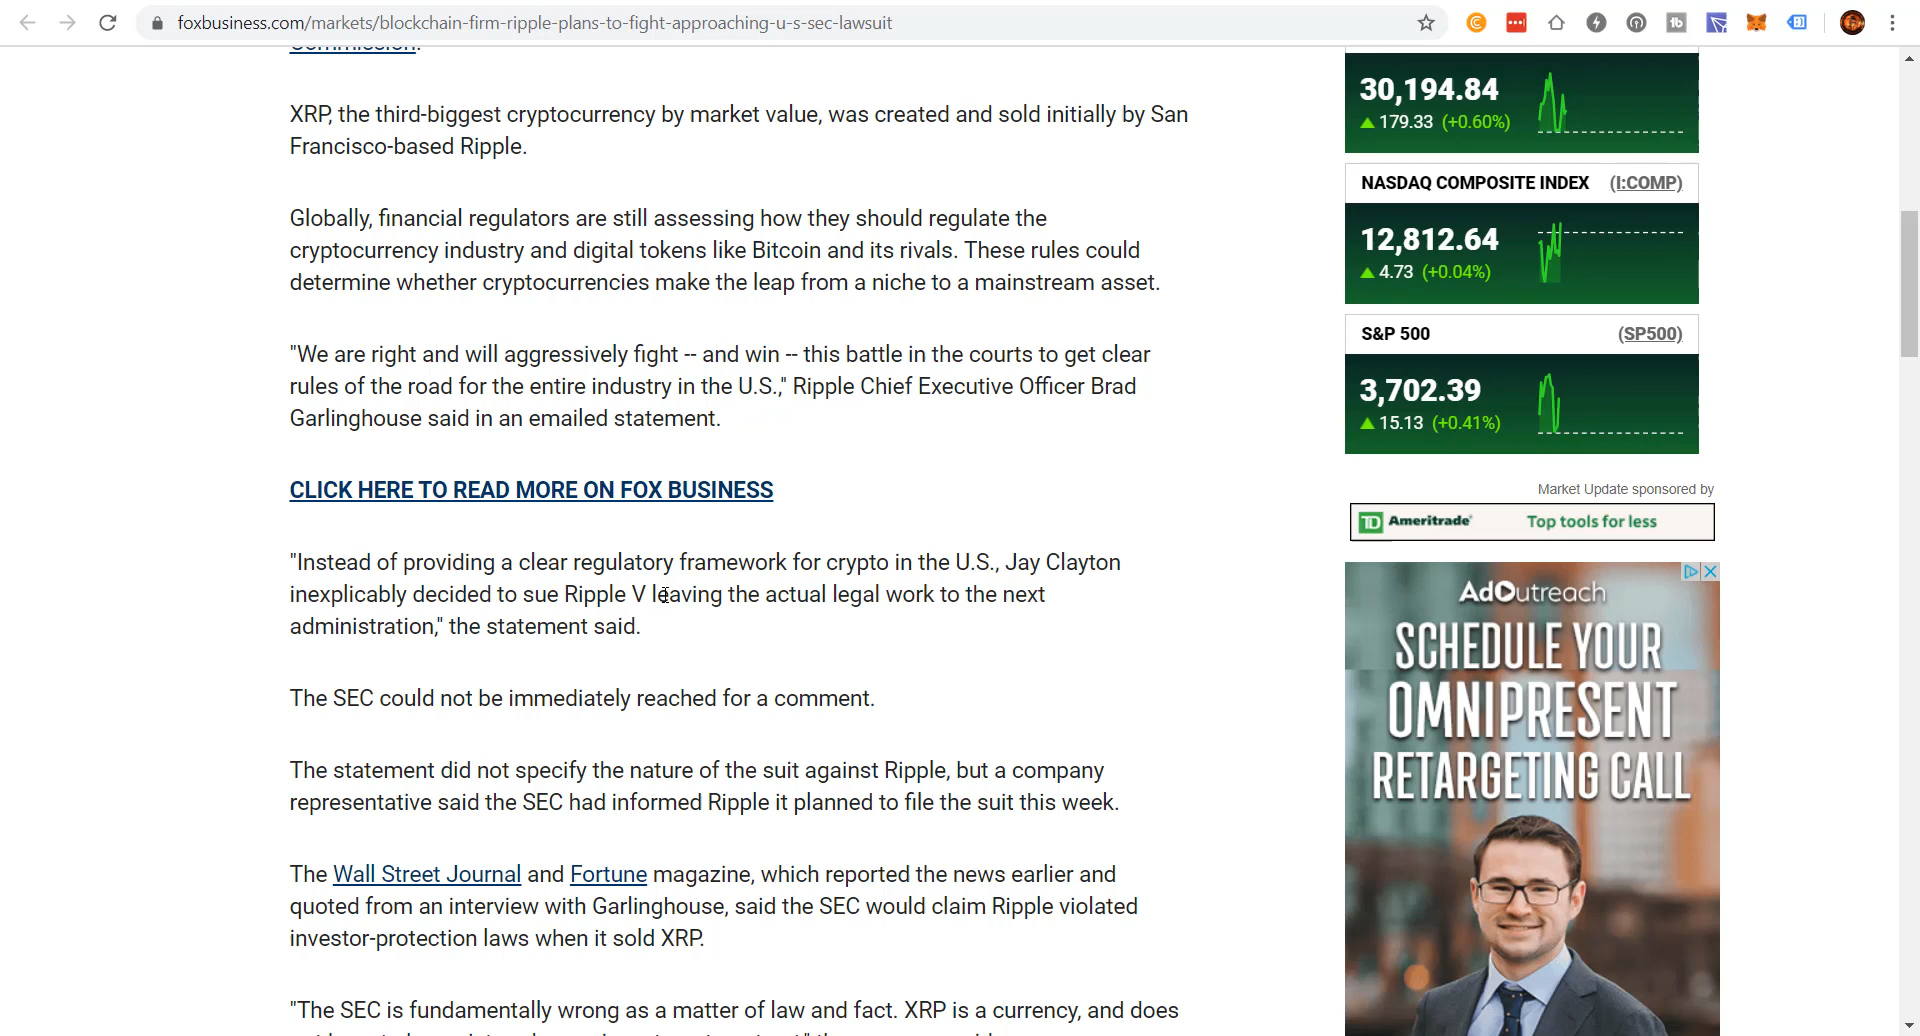 foxbusiness.com/markets/blockchain-firm-ripple-plans-to-fight-approaching-u-s-sec-lawsuit
Commission.
XRP, the third-biggest cryptocurrency by market value, was created and sold initially by San
Francisco-based Ripple.
Globally, financial regulators are still assessing how they should regulate the
cryptocurrency industry and digital tokens like Bitcoin and its rivals. These rules could
determine whether cryptocurrencies make the leap from a niche to a mainstream asset.
"We are right and will aggressively fight -- and win -- this battle in the courts to get clear
rules of the road for the entire industry in the U.S.," Ripple Chief Executive Officer Brad
Garlinghouse said in an emailed statement.
CLICK HERE TO READ MORE ON FOX BUSINESS
"Instead of providing a clear regulatory framework for crypto in the U.S., Jay Clayton
inexplicably decided to sue Ripple V leaving the actual legal work to the next
administration," the statement said.
The SEC could not be immediately reached for a comment.
The statement did not specify the nature of the suit against Ripple, but a company
representative said the SEC had informed Ripple it planned to file the suit this week.
The Wall Street Journal and Fortune magazine, which reported the news earlier and
quoted from an interview with Garlinghouse, said the SEC would claim Ripple violated
investor-protection laws when it sold XRP.
"The SEC is fundamentally wrong as a matter of law and fact. XRP is a currency, and does
30,194.84
▲ 179.33 (+0.60%)
NASDAQ COMPOSITE INDEX (I:COMP)
12,812.64
▲ 4.73 (+0.04%)
S&P 500 (SP500)
3,702.39
▲ 15.13 (+0.41%)
Market Update sponsored by
TD Ameritrade Top tools for less
AdOutreach
SCHEDULE YOUR
OMNIPRESENT
RETARGETING CALL